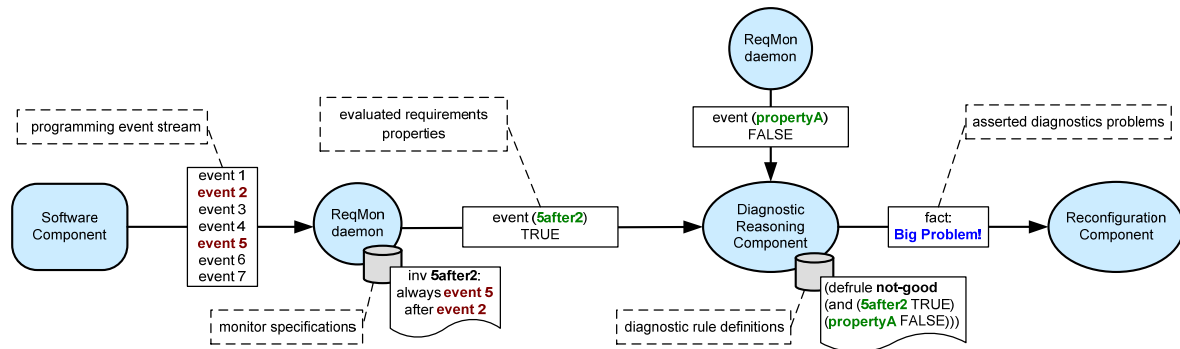 ReqMon
daemon
programming event stream
evaluated requirements
properties
event (propertyA)
FALSE
asserted diagnostics problems
Software
Component
event 1
event 2
event 3
event 4
event 5
event 6
event 7
ReqMon
daemon
event (5after2)
TRUE
Diagnostic
Reasoning
Component
fact:
Big Problem!
Reconfiguration
Component
inv 5after2:
always event 5
after event 2
monitor specifications
(defrule not-good
(and (5after2 TRUE)
(propertyA FALSE)))
diagnostic rule definitions